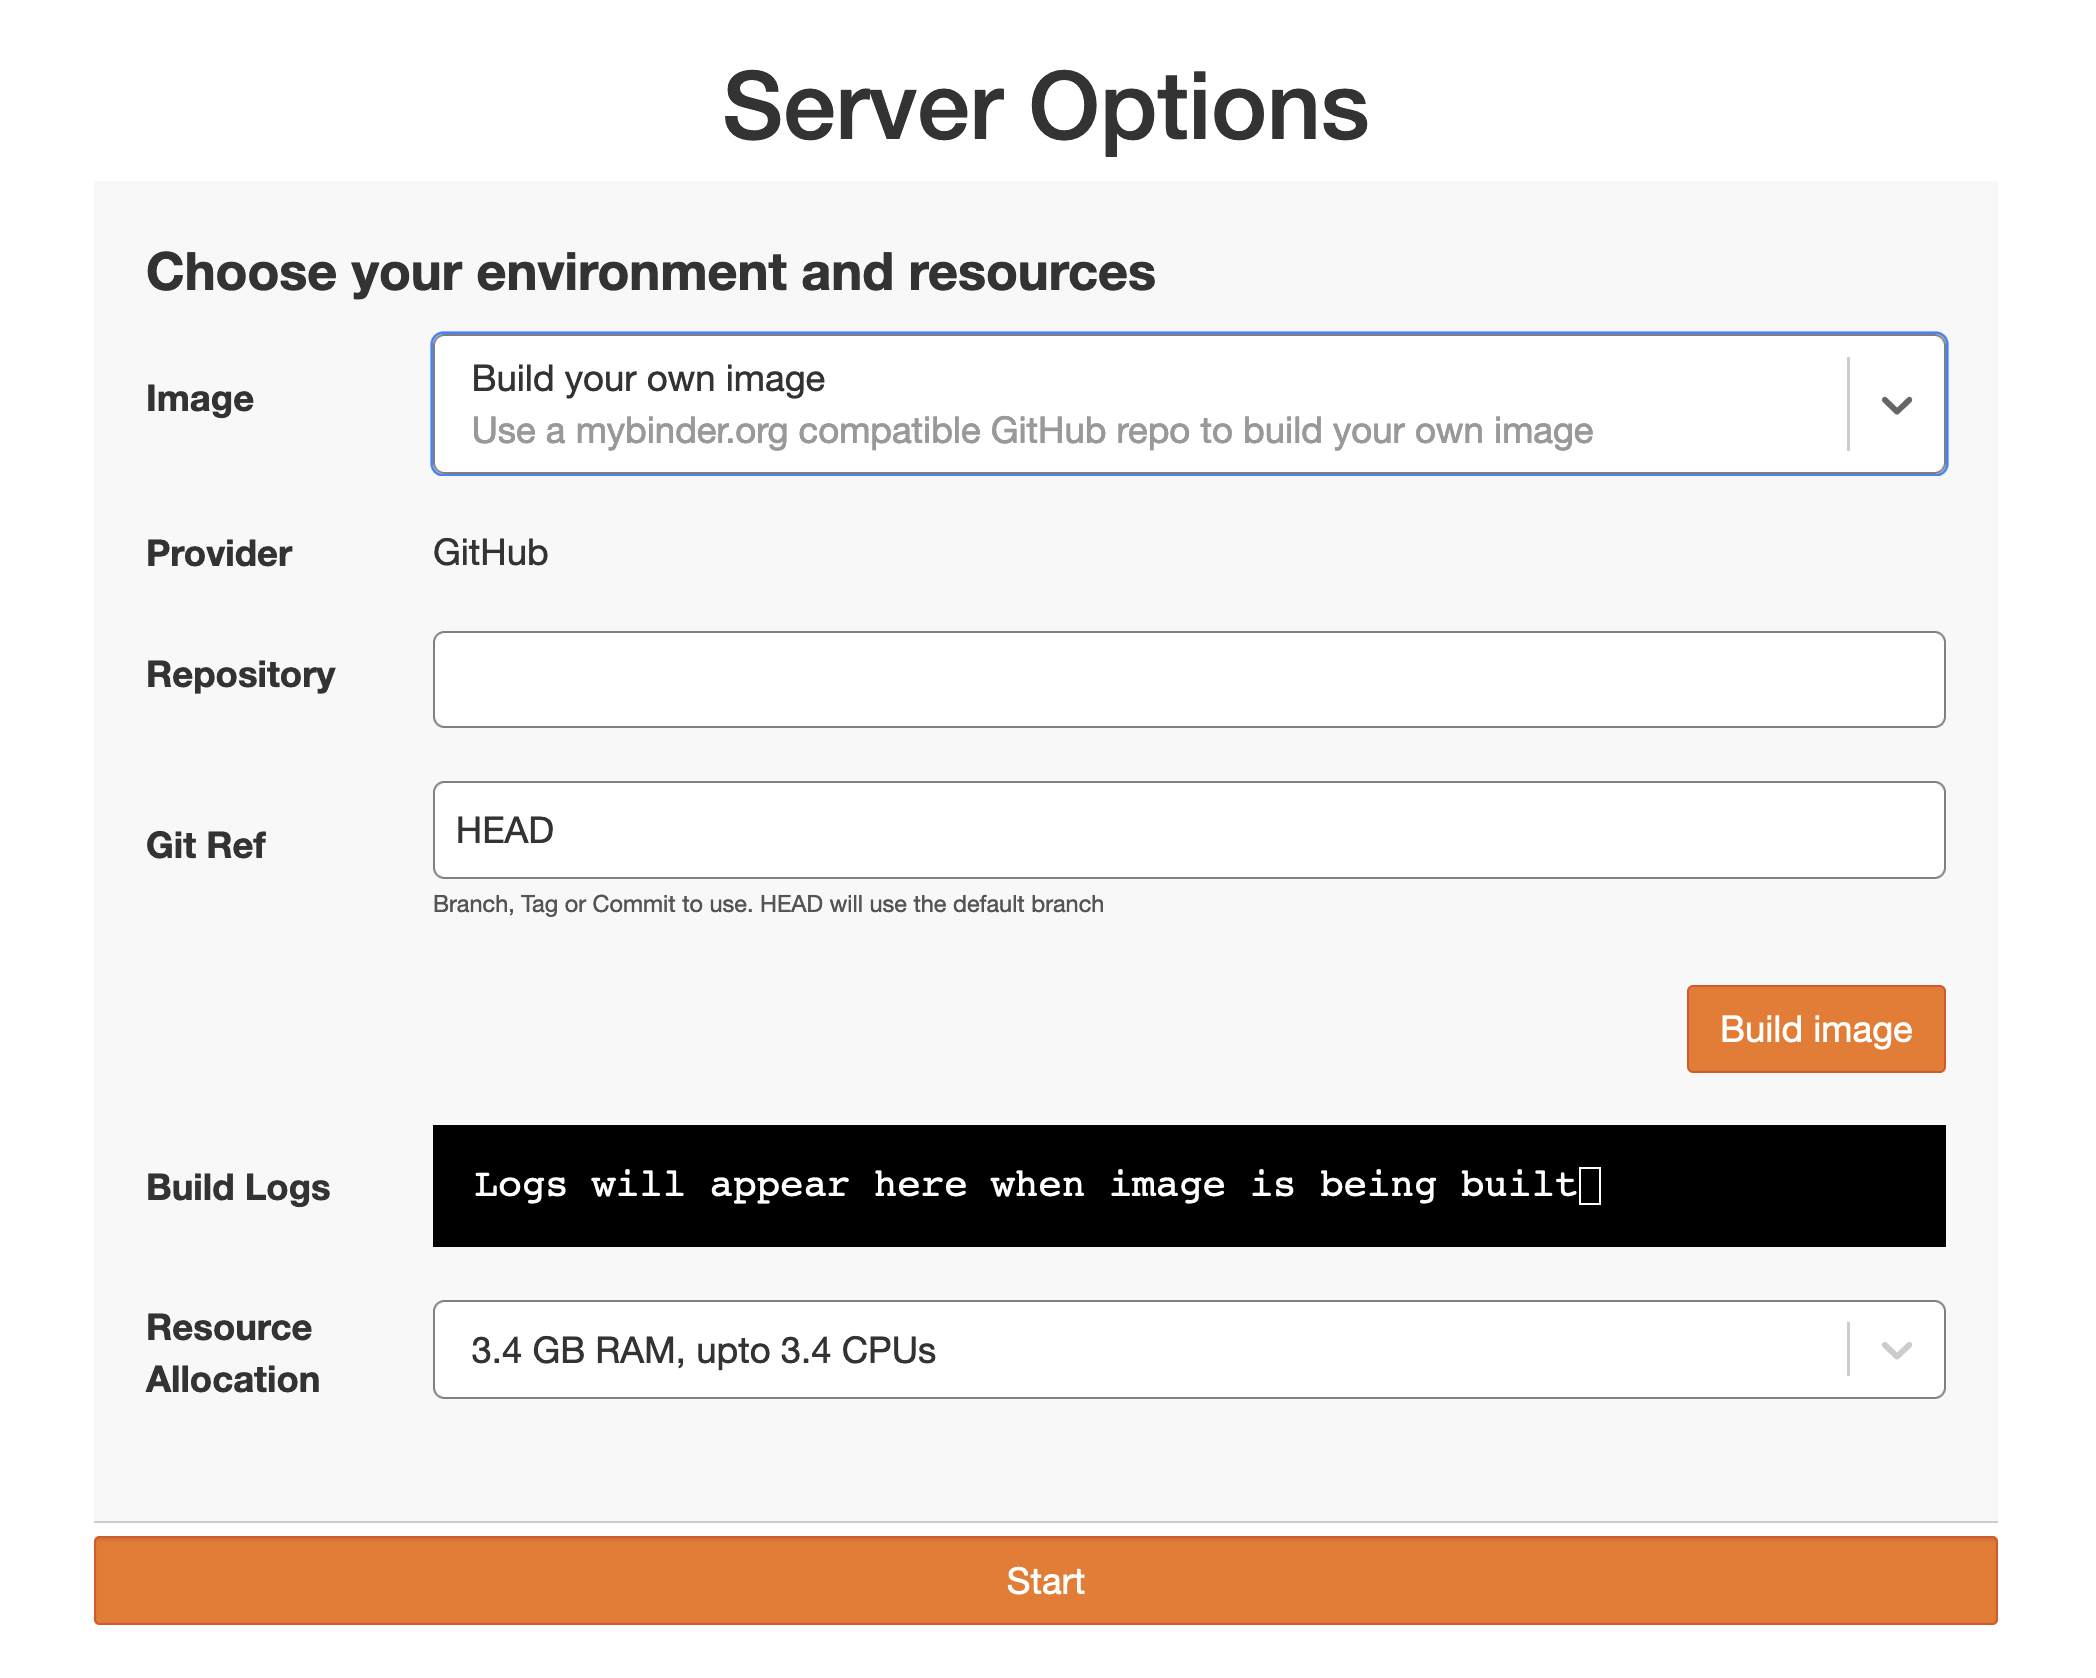 Server Options
Choose your environment and resources
Image
Build your own image
Use a mybinder.org compatible GitHub repo to build your own image
Provider
GitHub
Repository
Git Ref
HEAD
Branch, Tag or Commit to use. HEAD will use the default branch
Build image
Build Logs
Logs will appear here when image is being built
Resource
Allocation
3.4 GB RAM, upto 3.4 CPUs
Start